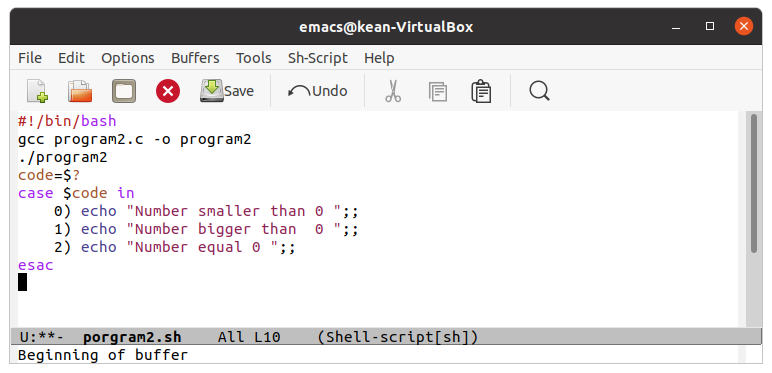 emacs@kean-VirtualBox
File Edit Options Buffers Tools Sh-Script Help
Save Undo
#!/bin/bash
gcc program2.c -o program2
./program2
code=$?
case $code in
    0) echo "Number smaller than 0 ";;
    1) echo "Number bigger than  0 ";;
    2) echo "Number equal 0 ";;
esac
U:**-  porgram2.sh    All L10    (Shell-script[sh])
Beginning of buffer